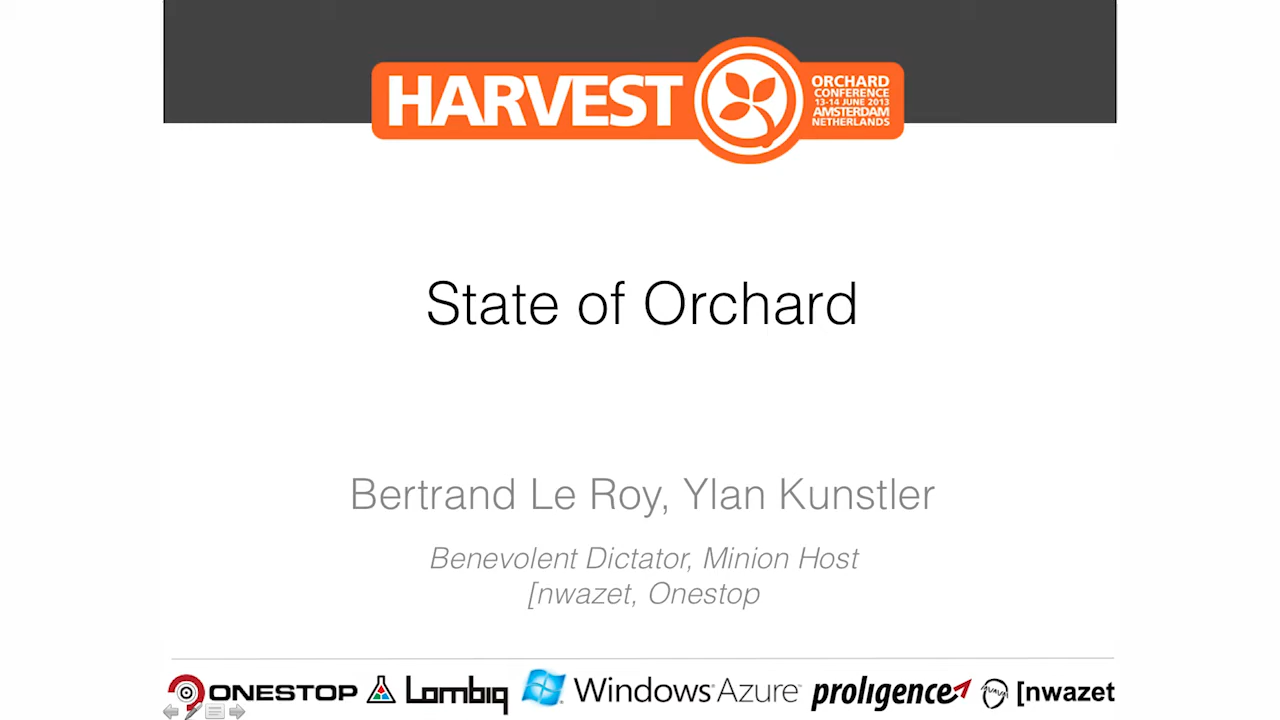 HARVEST
ORCHARD
CONFERENCE
13-14 JUNE 2013
AMSTERDAM
NETHERLANDS
State of Orchard
Bertrand Le Roy, Ylan Kunstler
Benevolent Dictator, Minion Host
[nwazet, Onestop
ONESTOP Lombiq Windows Azure proligence [nwazet